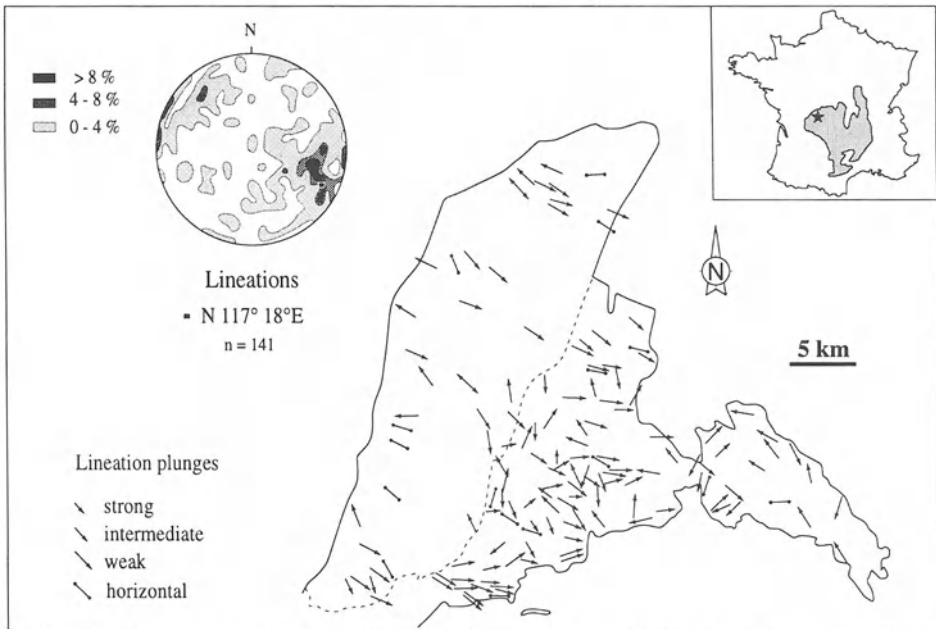 N
> 8 %
4 - 8 %
0 - 4 %
Lineations
N 117° 18°E
n = 141
N
5 km
Lineation plunges
strong
intermediate
weak
horizontal